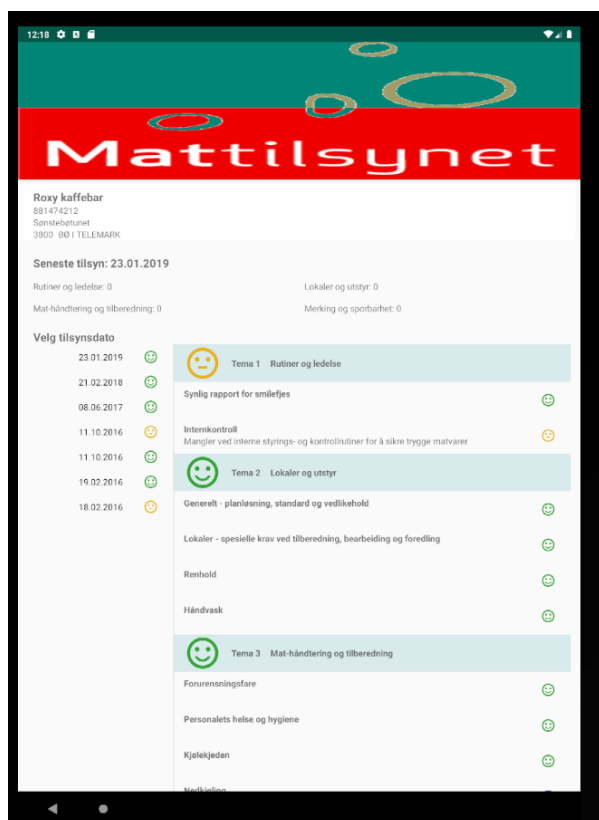 12:18
Mattilsynet
Roxy kaffebar
881474212
Sønstebøtunet
3800 BØ I TELEMARK
Seneste tilsyn: 23.01.2019
Rutiner og ledelse: 0
Lokaler og utstyr: 0
Mat-håndtering og tilberedning: 0
Merking og sporbarhet: 0
Velg tilsynsdato
23.01.2019
21.02.2018
08.06.2017
11.10.2016
11.10.2016
19.02.2016
18.02.2016
Tema 1 Rutiner og ledelse
Synlig rapport for smilefjes
Internkontroll
Mangler ved interne styrings- og kontrollrutiner for å sikre trygge matvarer
Tema 2 Lokaler og utstyr
Generelt - planløsning, standard og vedlikehold
Lokaler - spesielle krav ved tilberedning, bearbeiding og foredling
Renhold
Håndvask
Tema 3 Mat-håndtering og tilberedning
Forurensningsfare
Personalets helse og hygiene
Kjølekjeden
Nedkjøling